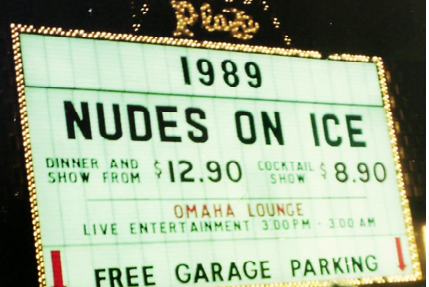 Plaza
1989
NUDES ON ICE
DINNER AND SHOW FROM $12.90 COCKTAIL SHOW $8.90
OMAHA LOUNGE
LIVE ENTERTAINMENT 3:00PM - 3:00AM
FREE GARAGE PARKING